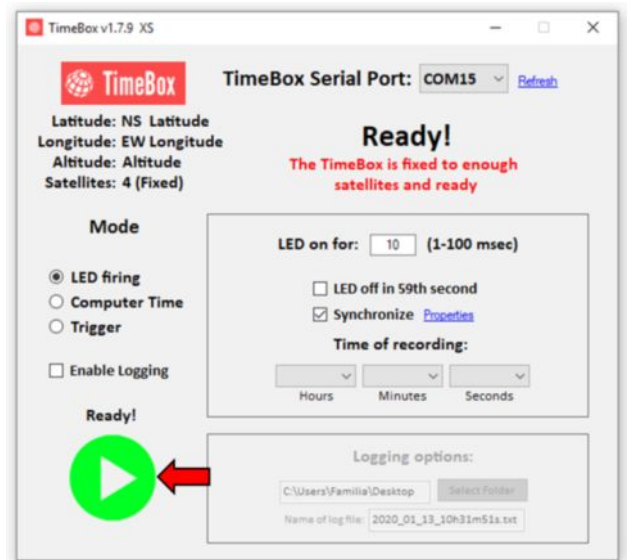 TimeBox v1.7.9 XS
TimeBox
TimeBox Serial Port: COM15 Refresh
Latitude: NS Latitude
Longitude: EW Longitude
Altitude: Altitude
Satellites: 4 (Fixed)
Ready!
The TimeBox is fixed to enough
satellites and ready
Mode
LED firing
Computer Time
Trigger
Enable Logging
Ready!
LED on for: 10 (1-100 msec)
LED off in 59th second
Synchronize Properties
Time of recording:
Hours Minutes Seconds
Logging options:
C:\Users\Familia\Desktop Select Folder
Name of log file: 2020_01_13_10h31m51s.txt